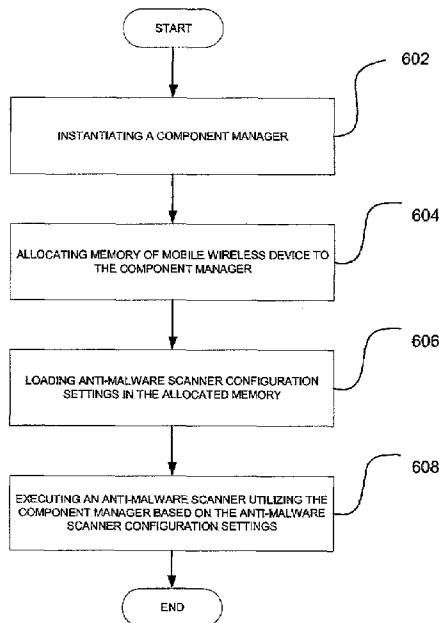 START
602
INSTANTIATING A COMPONENT MANAGER
604
ALLOCATING MEMORY OF MOBILE WIRELESS DEVICE TO
THE COMPONENT MANAGER
606
LOADING ANTI-MALWARE SCANNER CONFIGURATION
SETTINGS IN THE ALLOCATED MEMORY
608
EXECUTING AN ANTI-MALWARE SCANNER UTILIZING THE
COMPONENT MANAGER BASED ON THE ANTI-MALWARE
SCANNER CONFIGURATION SETTINGS
END